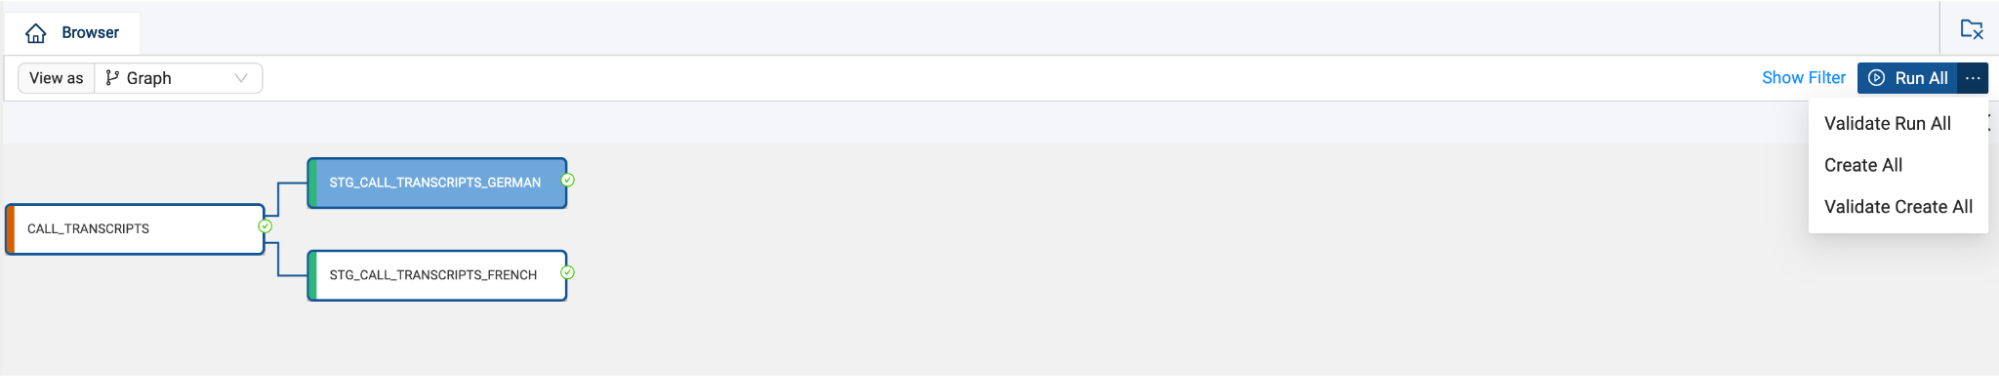 Browser
View as Graph
Show Filter Run All ...
Validate Run All
Create All
Validate Create All
STG_CALL_TRANSCRIPTS_GERMAN
CALL_TRANSCRIPTS
STG_CALL_TRANSCRIPTS_FRENCH